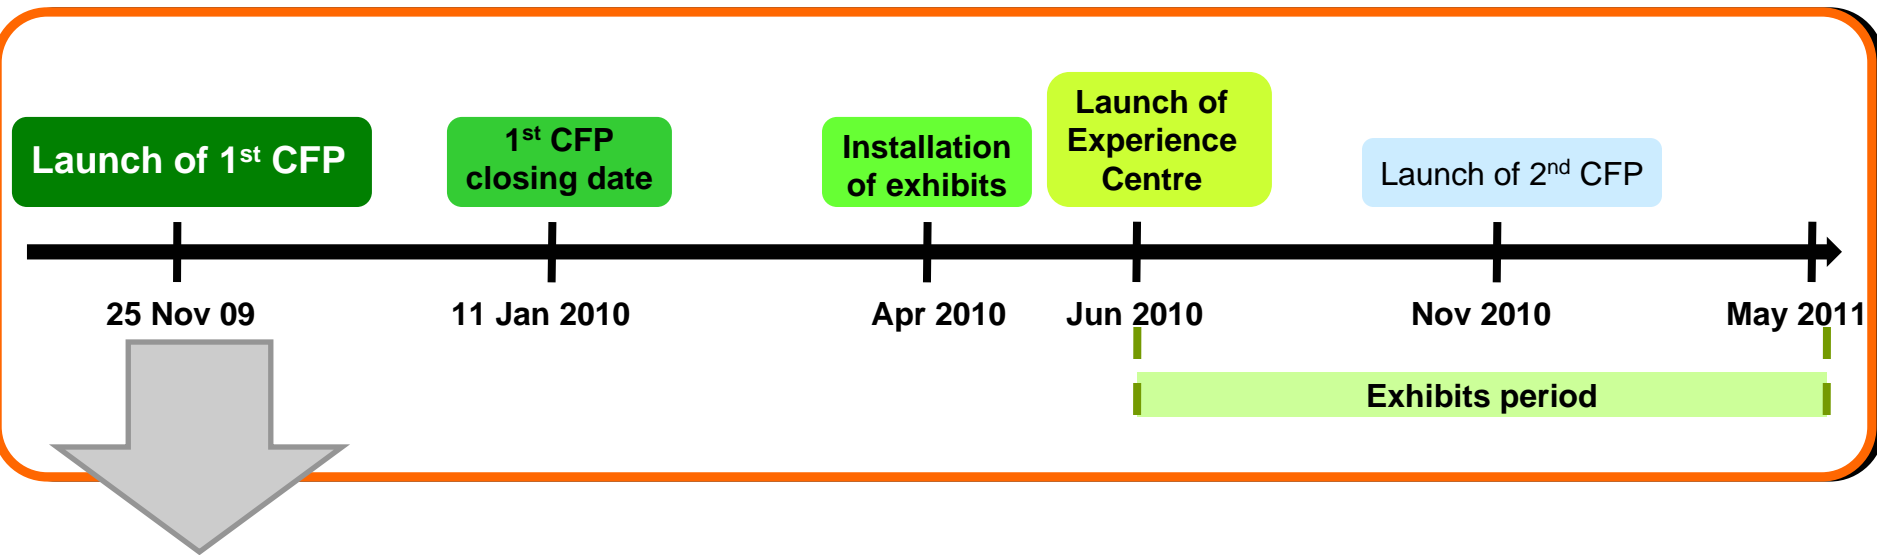 Launch of 1st CFP
1st CFP
closing date
Installation
of exhibits
Launch of
Experience
Centre
Launch of 2nd CFP
25 Nov 09
11 Jan 2010
Apr 2010
Jun 2010
Nov 2010
May 2011
Exhibits period